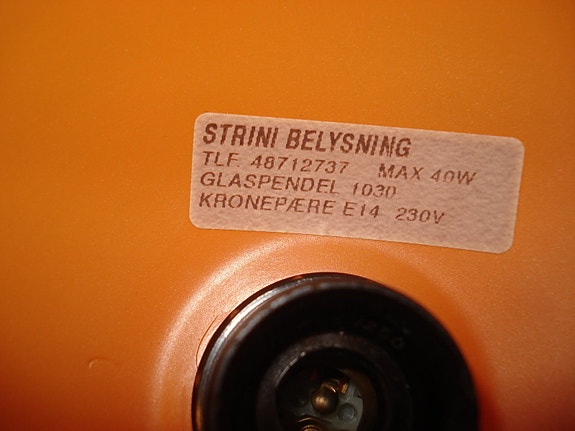 STRINI BELYSNING
TLF. 48712737 MAX 40W
GLASPENDEL 1030
KRONEPÆRE E14 230V